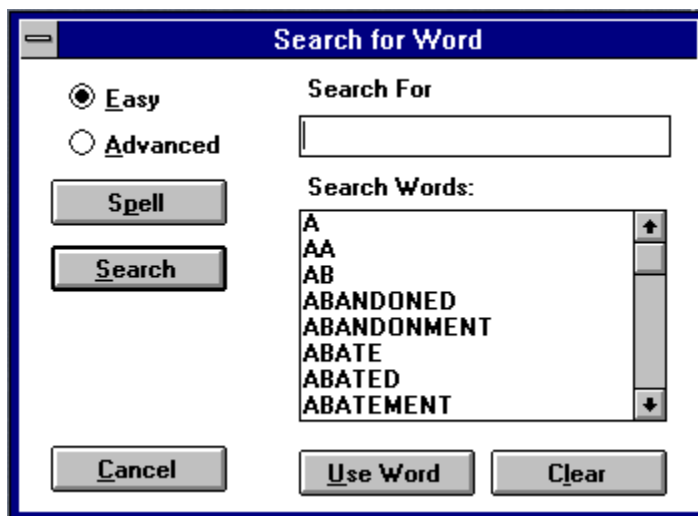 Search for Word
Easy
Advanced
Spell
Search
Cancel
Search For
Search Words:
A
AA
AB
ABANDONED
ABANDONMENT
ABATE
ABATED
ABATEMENT
Use Word
Clear